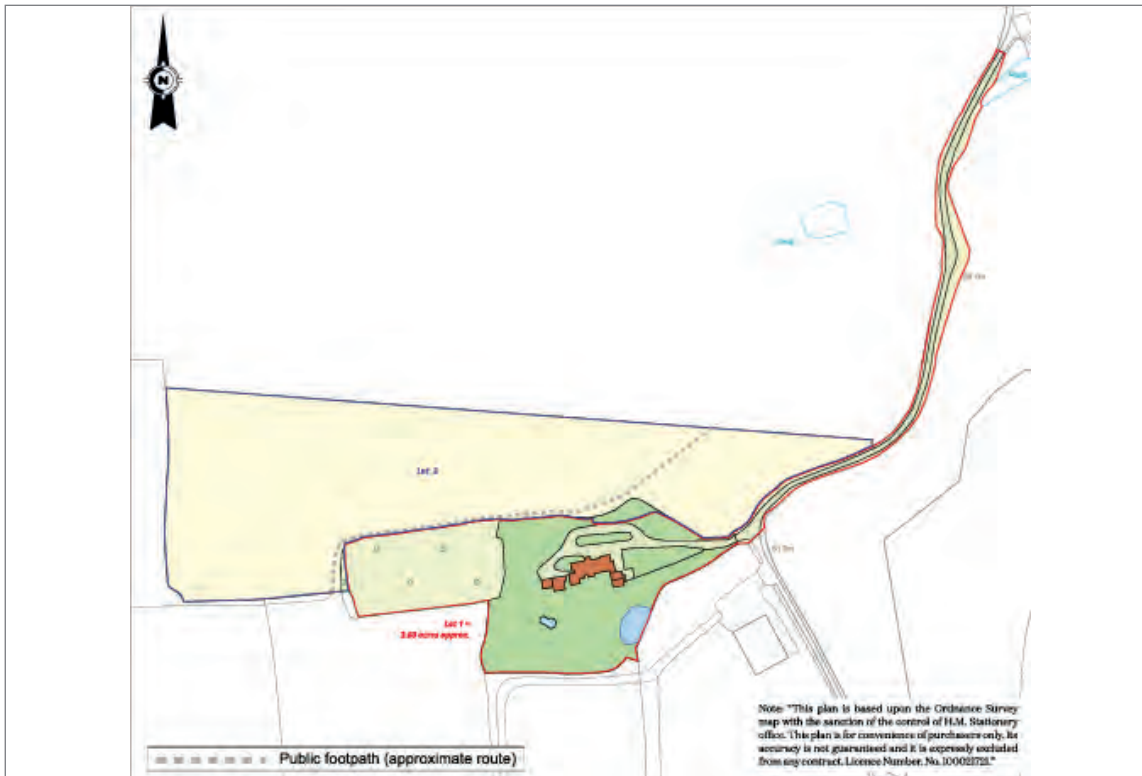 N
Lot 1 =
acres approx.
Public footpath (approximate route)
Note: "This plan is based upon the Ordnance Survey
map with the sanction of the control of H.M. Stationery
office. This plan is for convenience of purchasers only. Its
accuracy is not guaranteed and it is expressly excluded
from any contract. Licence Number. No. 100021721."